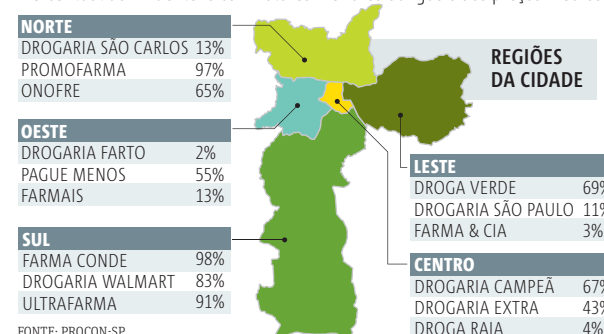 NORTE
DROGARIA SÃO CARLOS 13%
PROMOFARMA 97%
ONOFRE 65%
OESTE
DROGARIA FARTO 2%
PAGUE MENOS 55%
FARMAIS 13%
SUL
FARMA CONDE 98%
DROGARIA WALMART 83%
ULTRAFARMA 91%
FONTE: PROCON-SP
REGIÕES
DA CIDADE
LESTE
DROGA VERDE 69%
DROGARIA SÃO PAULO 11%
FARMA & CIA 3%
CENTRO
DROGARIA CAMPEÃ 67%
DROGARIA EXTRA 43%
DROGA RAIA 4%